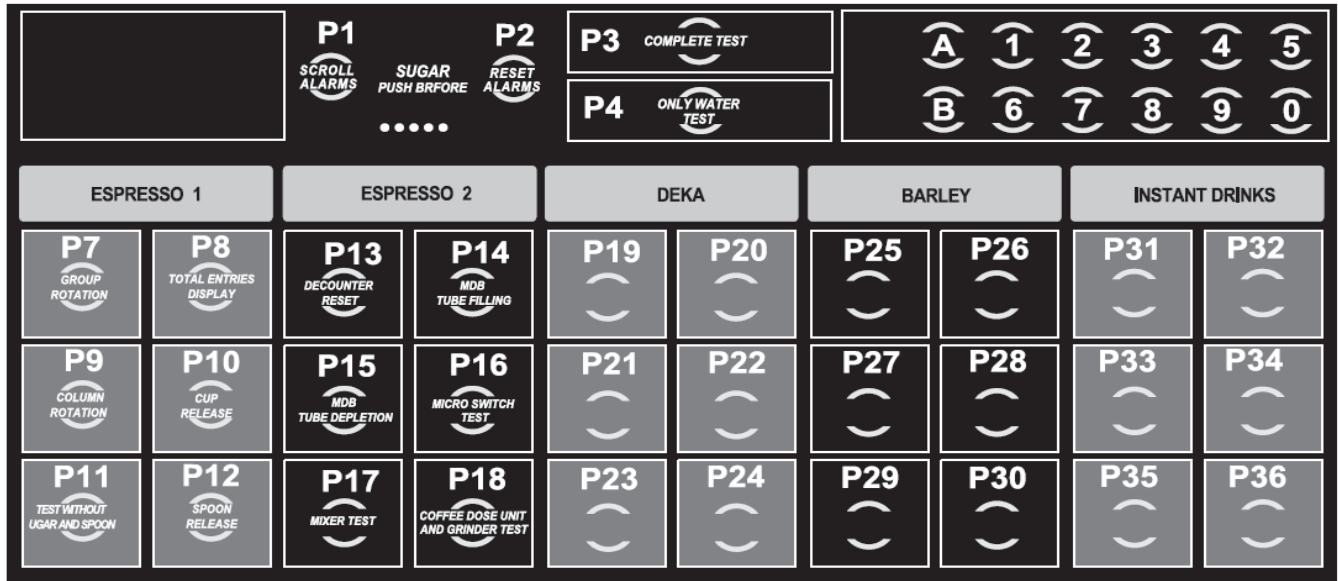 P1
SCROLL
ALARMS
SUGAR
PUSH BRFORE
P2
RESET
ALARMS
P3 COMPLETE TEST
P4 ONLY WATER
TEST
A 1 2 3 4 5
B 6 7 8 9 0
ESPRESSO 1
ESPRESSO 2
DEKA
BARLEY
INSTANT DRINKS
P7
GROUP
ROTATION
P8
TOTAL ENTRIES
DISPLAY
P13
DECOUNTER
RESET
P14
MDB
TUBE FILLING
P19
P20
P25
P26
P31
P32
P9
COLUMN
ROTATION
P10
CUP
RELEASE
P15
MDB
TUBE DEPLETION
P16
MICRO SWITCH
TEST
P21
P22
P27
P28
P33
P34
P11
TEST WITHOUT
UGAR AND SPOON
P12
SPOON
RELEASE
P17
MIXER TEST
P18
COFFEE DOSE UNIT
AND GRINDER TEST
P23
P24
P29
P30
P35
P36